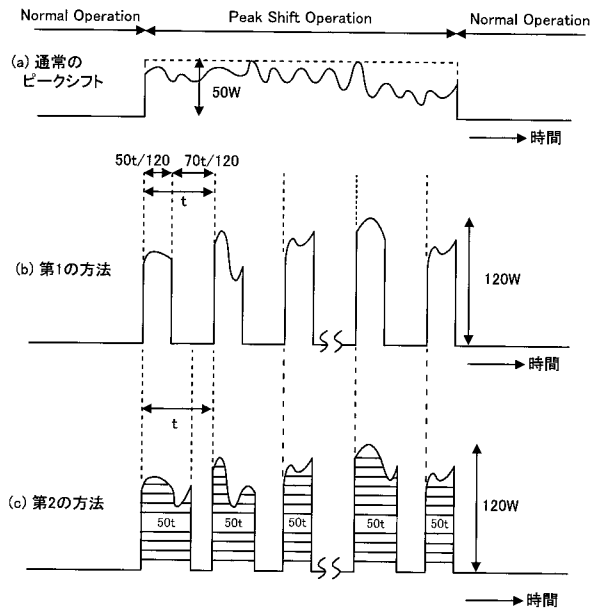 Normal Operation
Peak Shift Operation
Normal Operation
(a) 通常の
ピークシフト
50W
時間
50t/120
70t/120
t
(b) 第1の方法
120W
時間
t
(c) 第2の方法
50t
50t
50t
50t
50t
120W
時間